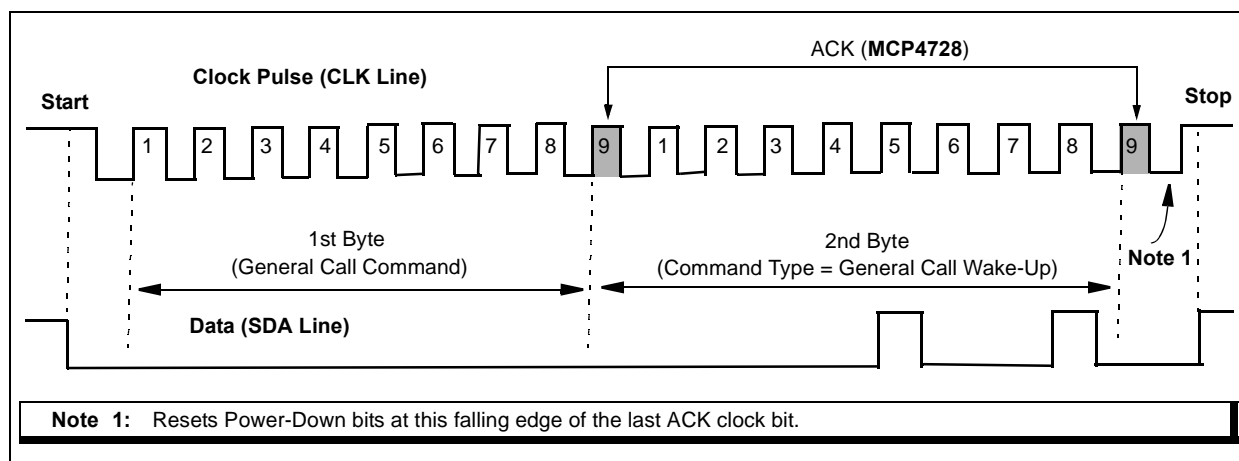 ACK (MCP4728)
Clock Pulse (CLK Line)
Start
Stop
1 2 3 4 5 6 7 8 9 1 2 3 4 5 6 7 8 9
1st Byte
(General Call Command)
2nd Byte
(Command Type = General Call Wake-Up)
Note 1
Data (SDA Line)
Note 1: Resets Power-Down bits at this falling edge of the last ACK clock bit.